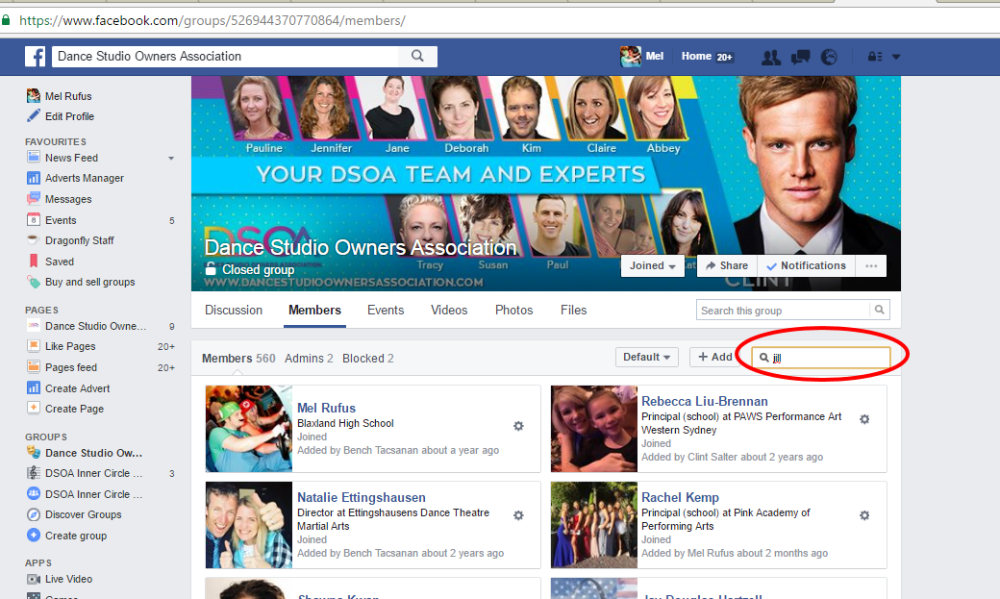 https://www.facebook.com/groups/526944370770864/members/
Dance Studio Owners Association
Mel
Home 20+
Mel Rufus
Edit Profile
FAVOURITES
News Feed
Adverts Manager
Messages
8 Events 5
Dragonfly Staff
Saved
Buy and sell groups
PAGES
Dance Studio Owne... 9
Like Pages 20+
Pages feed 20+
Create Advert
Create Page
GROUPS
Dance Studio Ow...
DSOA Inner Circle ... 3
DSOA Inner Circle ...
Discover Groups
Create group
APPS
Live Video
Games
Pauline Jennifer Jane Deborah Kim Claire Abbey
YOUR DSOA TEAM AND EXPERTS
DSOA
Dance Studio Owners Association
Tracy Susan Paul
Closed group
WWW.DANCESTUDIOOWNERSASSOCIATION.COM
CLINT
Joined
Share
Notifications
Discussion Members Events Videos Photos Files
Search this group
Members 560 Admins 2 Blocked 2
Default
+ Add
jill
Mel Rufus
Blaxland High School
Joined
Added by Bench Tacsanan about a year ago
Rebecca Liu-Brennan
Principal (school) at PAWS Performance Art
Western Sydney
Joined
Added by Clint Salter about 2 years ago
Natalie Ettingshausen
Director at Ettingshausens Dance Theatre
Martial Arts
Joined
Added by Bench Tacsanan about 2 years ago
Rachel Kemp
Principal (school) at Pink Academy of
Performing Arts
Joined
Added by Mel Rufus about 2 months ago